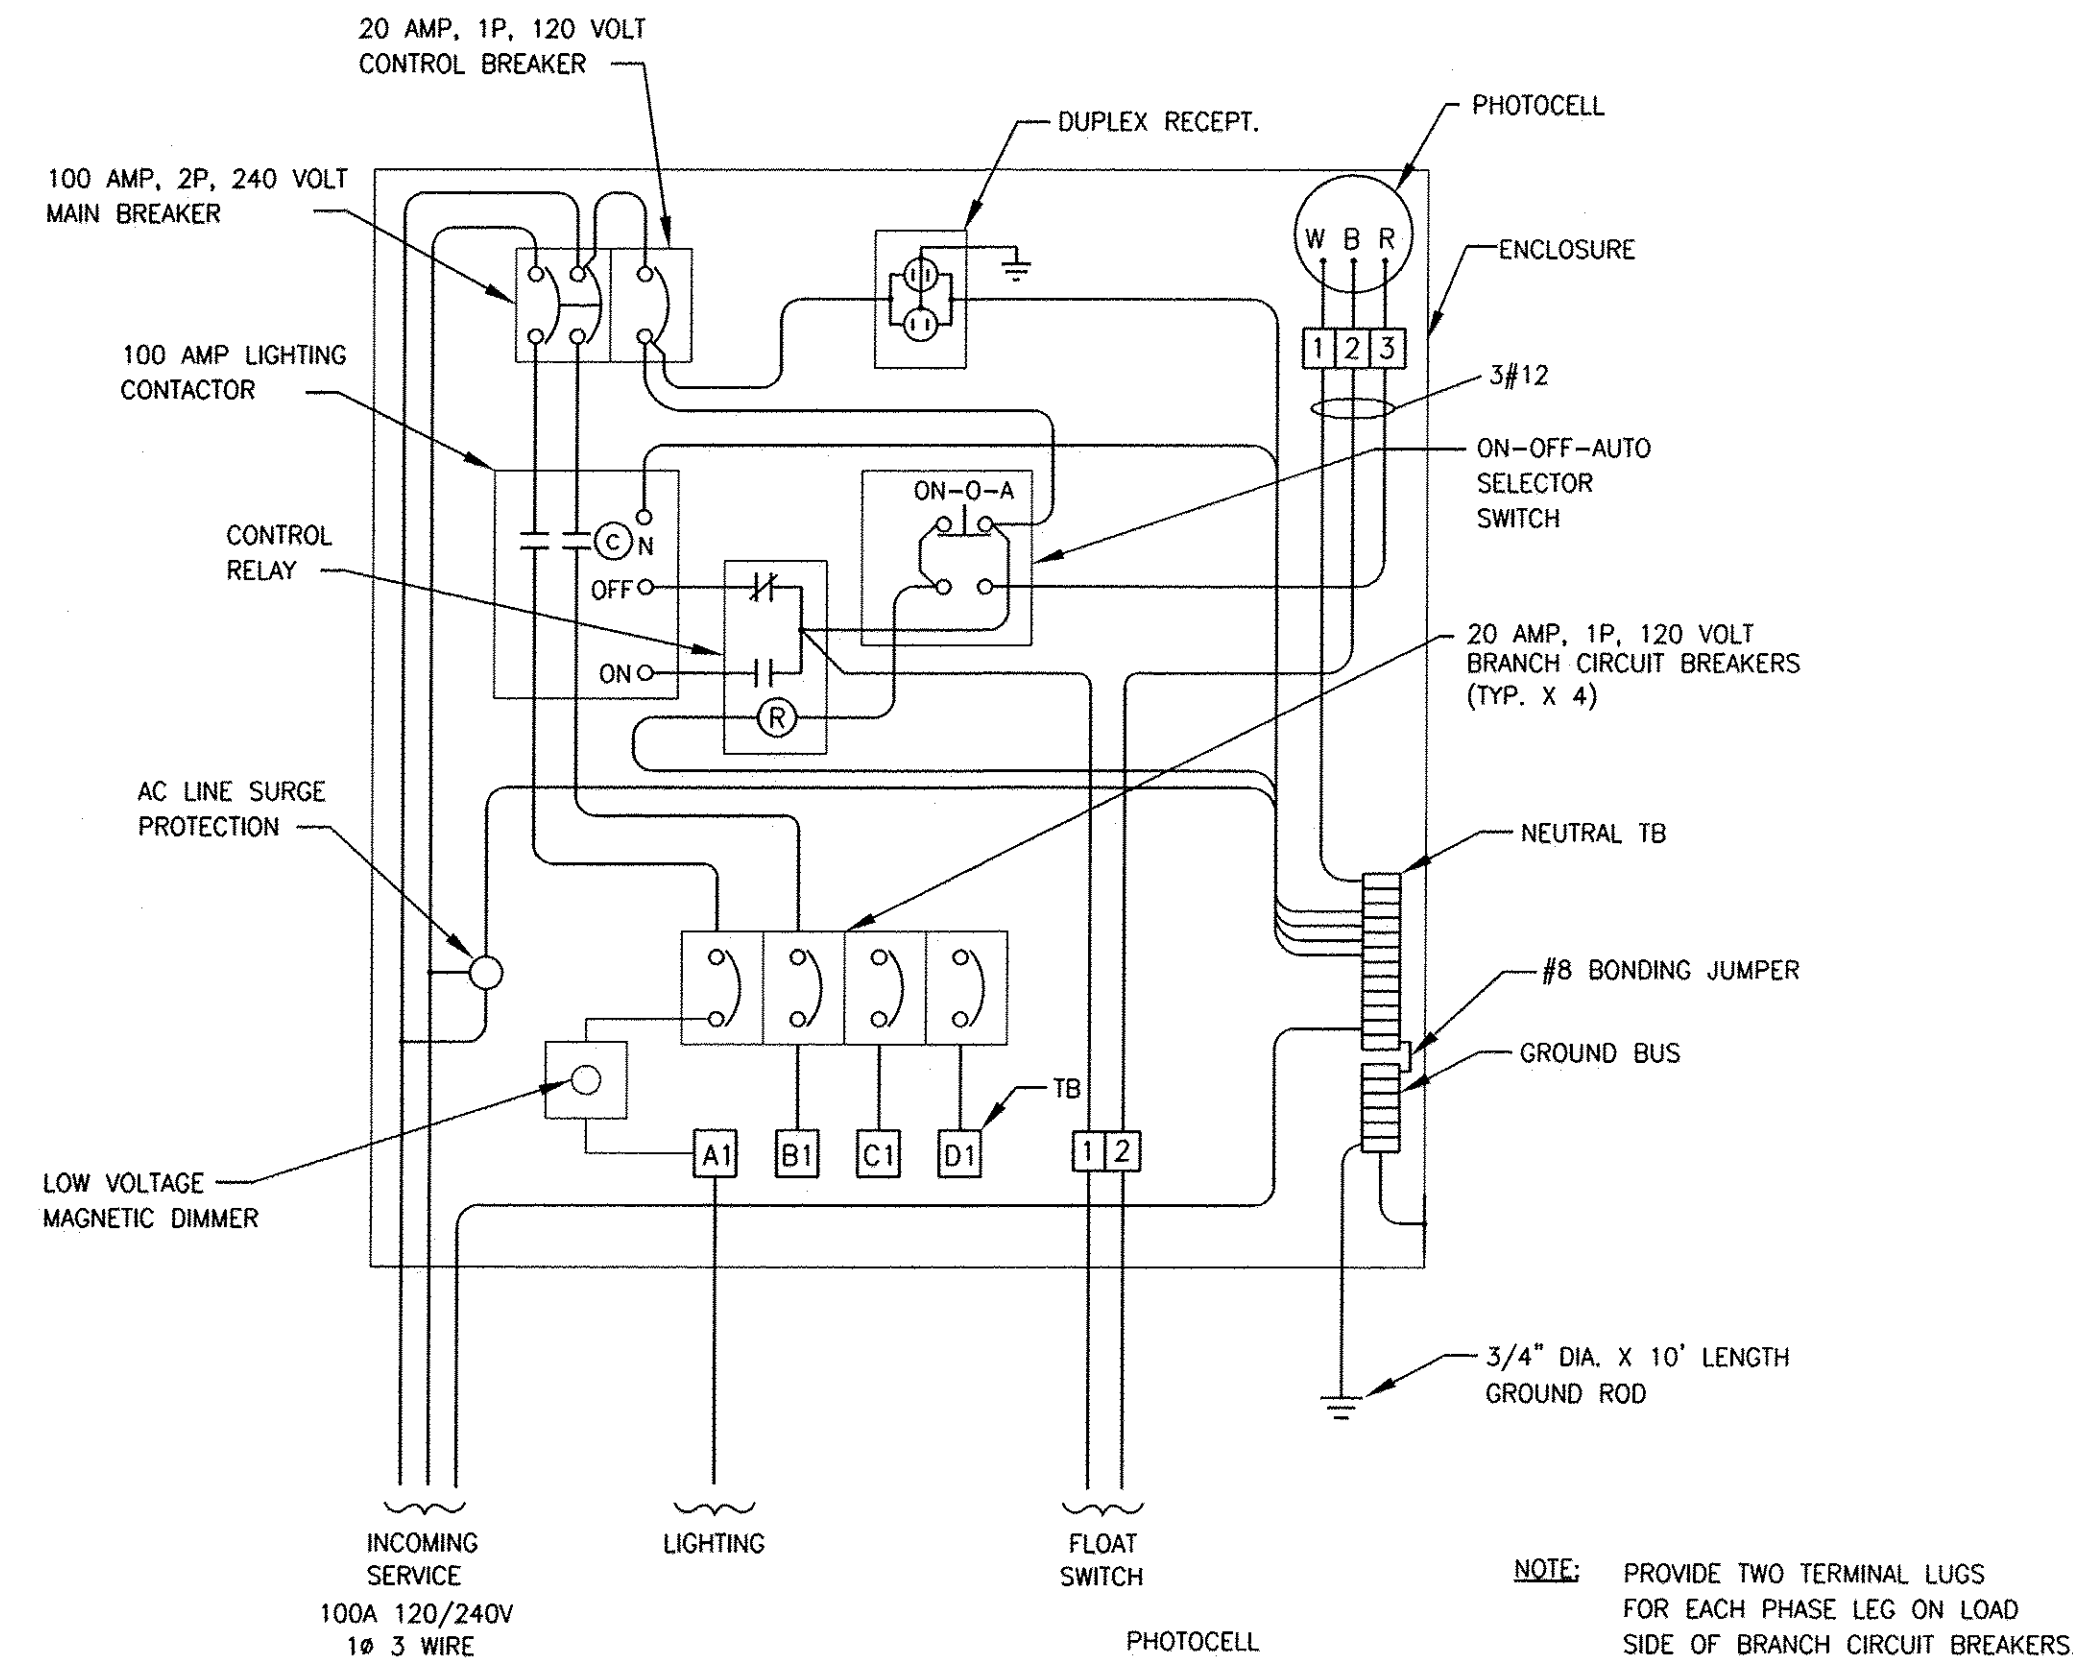 20 AMP, 1P, 120 VOLT
CONTROL BREAKER
DUPLEX RECEPT.
PHOTOCELL
100 AMP, 2P, 240 VOLT
MAIN BREAKER
W B R
ENCLOSURE
100 AMP LIGHTING
CONTACTOR
1 2 3
3#12
ON-OFF-AUTO
SELECTOR
SWITCH
ON-O-A
CONTROL
RELAY
C N
OFF
ON
R
20 AMP, 1P, 120 VOLT
BRANCH CIRCUIT BREAKERS
(TYP. X 4)
AC LINE SURGE
PROTECTION
NEUTRAL TB
#8 BONDING JUMPER
GROUND BUS
TB
A1 B1 C1 D1
1 2
LOW VOLTAGE
MAGNETIC DIMMER
3/4" DIA. X 10' LENGTH
GROUND ROD
INCOMING
SERVICE
100A 120/240V
1ø 3 WIRE
LIGHTING
FLOAT
SWITCH
PHOTOCELL
NOTE: PROVIDE TWO TERMINAL LUGS
FOR EACH PHASE LEG ON LOAD
SIDE OF BRANCH CIRCUIT BREAKERS.